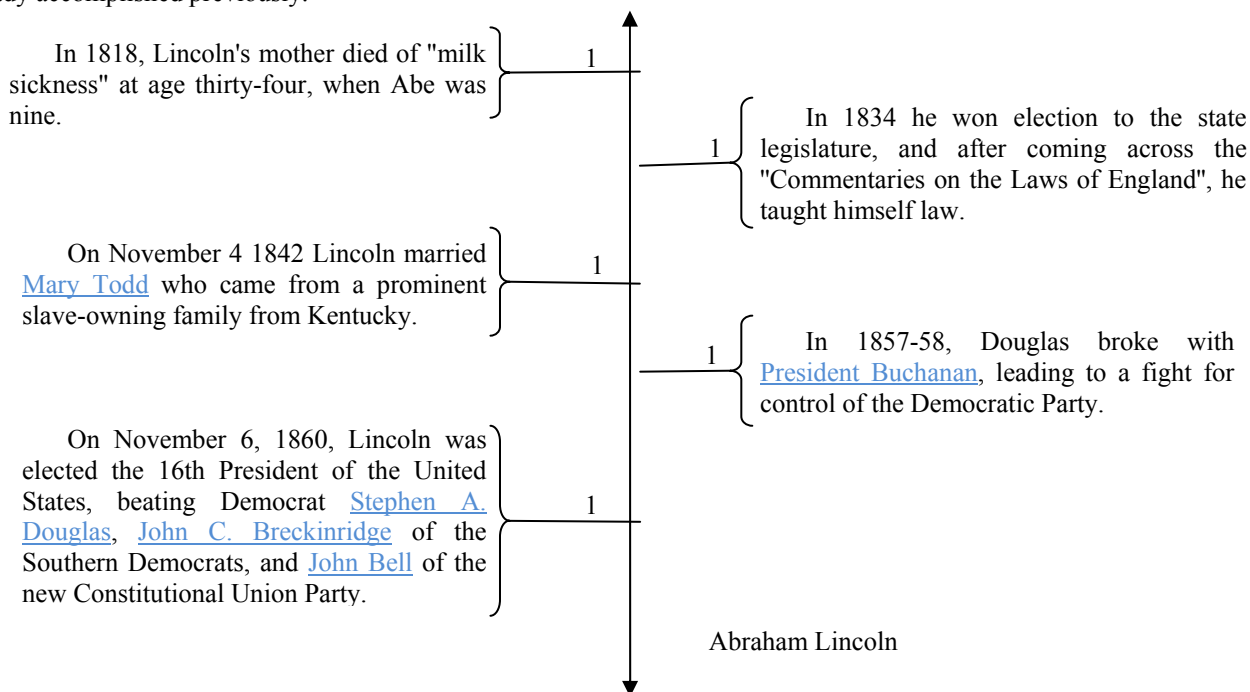 dy accomplished previously.
In 1818, Lincoln's mother died of "milk
sickness" at age thirty-four, when Abe was
nine.
1
In 1834 he won election to the state
legislature, and after coming across the
"Commentaries on the Laws of England", he
taught himself law.
1
On November 4 1842 Lincoln married
Mary Todd who came from a prominent
slave-owning family from Kentucky.
1
In 1857-58, Douglas broke with
President Buchanan, leading to a fight for
control of the Democratic Party.
1
On November 6, 1860, Lincoln was
elected the 16th President of the United
States, beating Democrat Stephen A.
Douglas, John C. Breckinridge of the
Southern Democrats, and John Bell of the
new Constitutional Union Party.
1
Abraham Lincoln